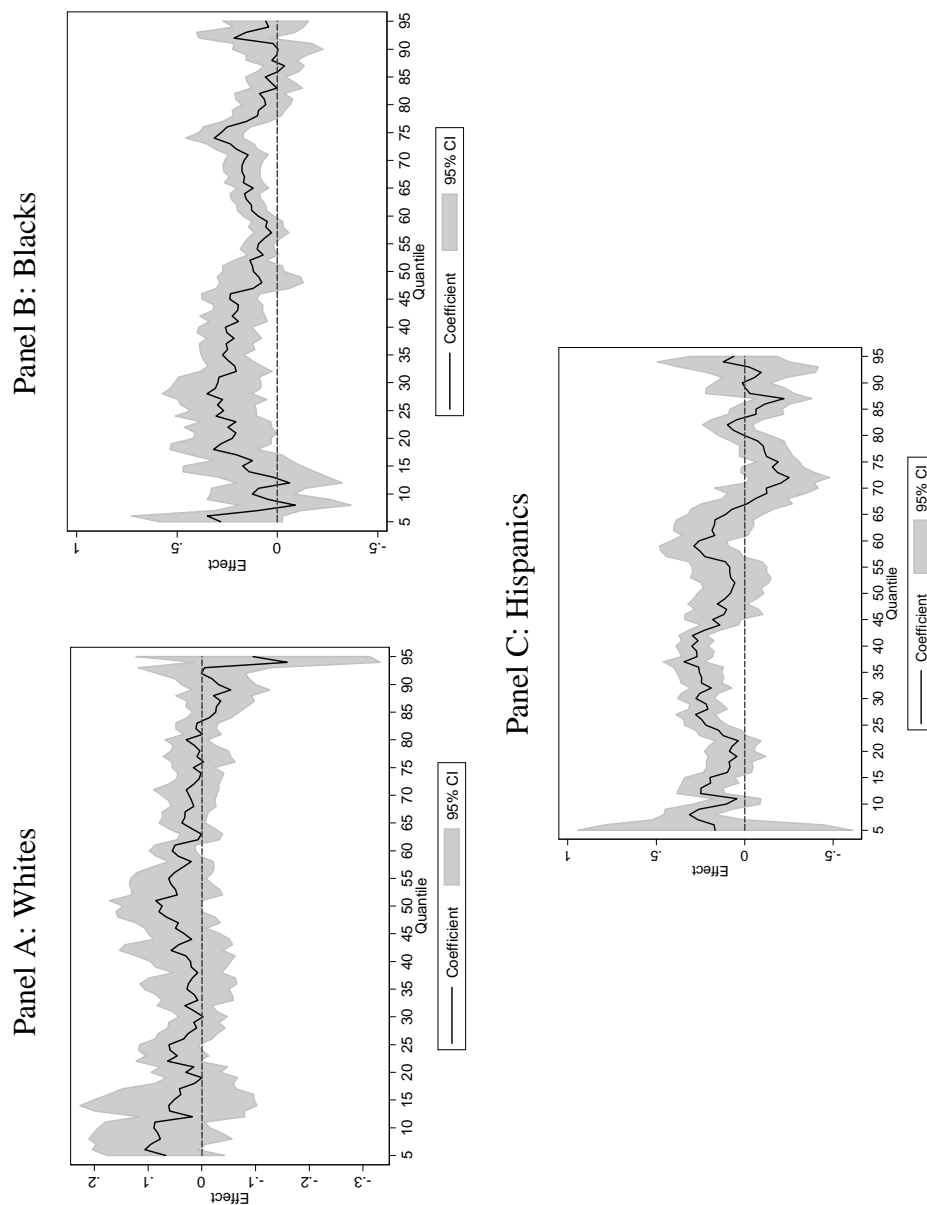 Panel A: Whites
Effect
.2
.1
0
-.1
-.2
-.3
5 10 15 20 25 30 35 40 45 50 55 60 65 70 75 80 85 90 95
Quantile
Coefficient 95% CI
Panel B: Blacks
Effect
1
.5
0
-.5
5 10 15 20 25 30 35 40 45 50 55 60 65 70 75 80 85 90 95
Quantile
Coefficient 95% CI
Panel C: Hispanics
Effect
1
.5
0
-.5
5 10 15 20 25 30 35 40 45 50 55 60 65 70 75 80 85 90 95
Quantile
Coefficient 95% CI